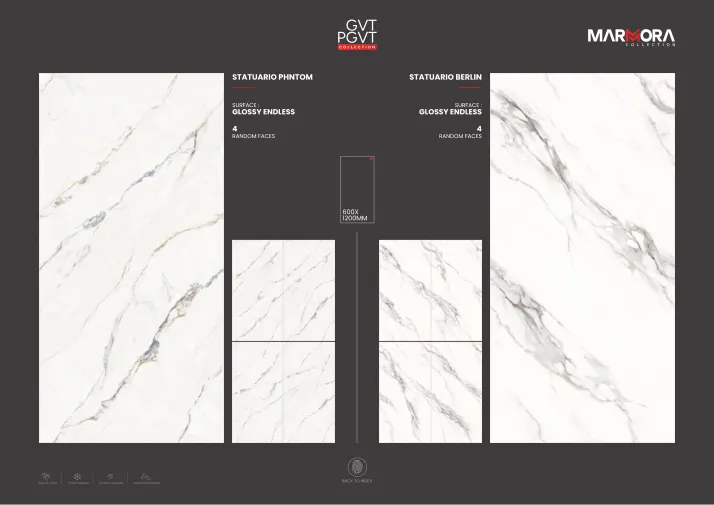 GVT
PGVT
COLLECTION
MARMORA
COLLECTION
STATUARIO PHNTOM
SURFACE :
GLOSSY ENDLESS
4
RANDOM FACES
STATUARIO BERLIN
SURFACE :
GLOSSY ENDLESS
4
RANDOM FACES
600X
1200MM
BACK TO INDEX